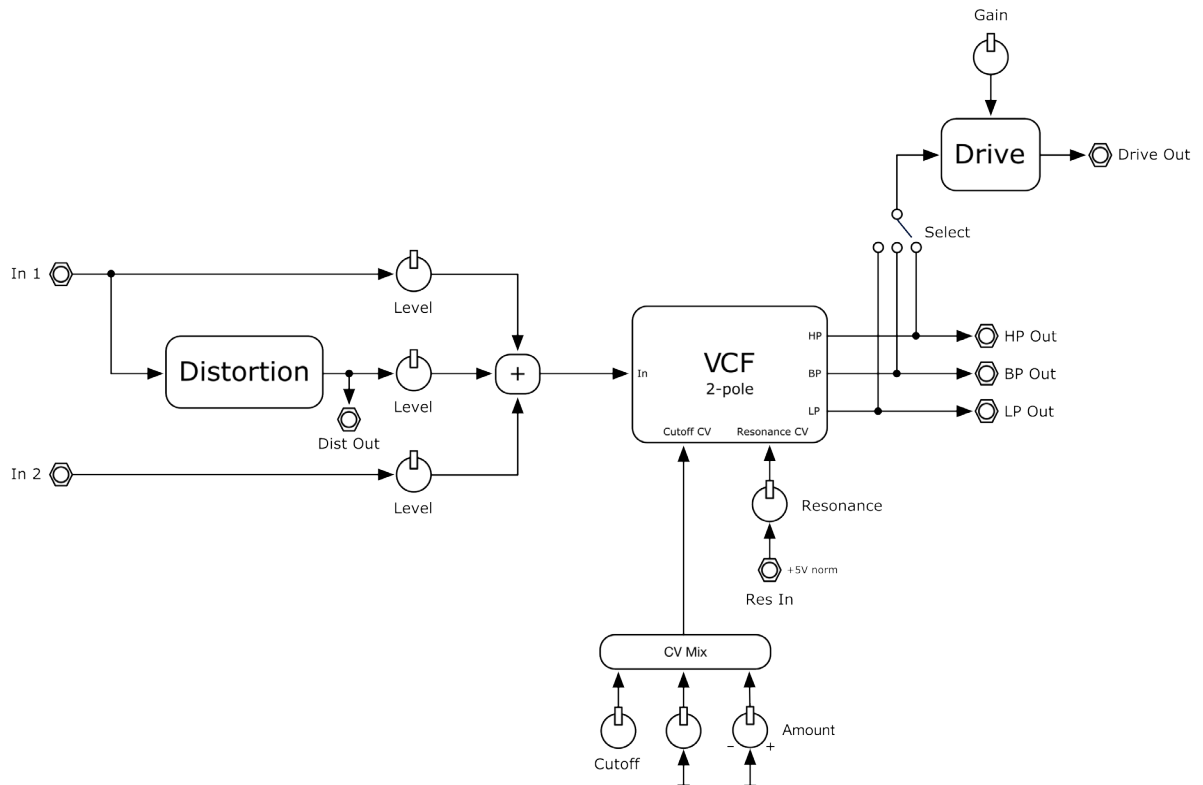 Gain
Drive
Drive Out
Select
In 1
Level
HP
HP Out
VCF
Distortion
+
In
2-pole
BP
BP Out
Level
LP
LP Out
Cutoff CV
Resonance CV
Dist Out
In 2
Level
Resonance
+5V norm
Res In
CV Mix
Amount
- +
Cutoff